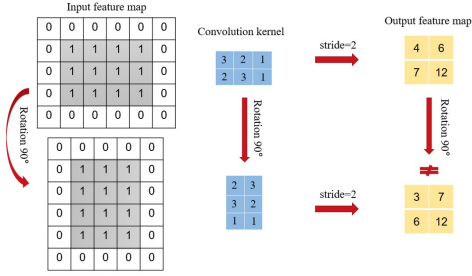 Input feature map
Convolution kernel
Output feature map
0 0 0 0 0 0
0 1 1 1 1 0
0 1 1 1 1 0
0 1 1 1 1 0
0 0 0 0 0 0
3 2 1
2 3 1
stride=2
4 6
7 12
Rotation 90°
Rotation 90°
Rotation 90°
≠
0 0 0 0 0
0 1 1 1 0
0 1 1 1 0
0 1 1 1 0
0 1 1 1 0
0 0 0 0 0
2 3
3 2
1 1
stride=2
3 7
6 12